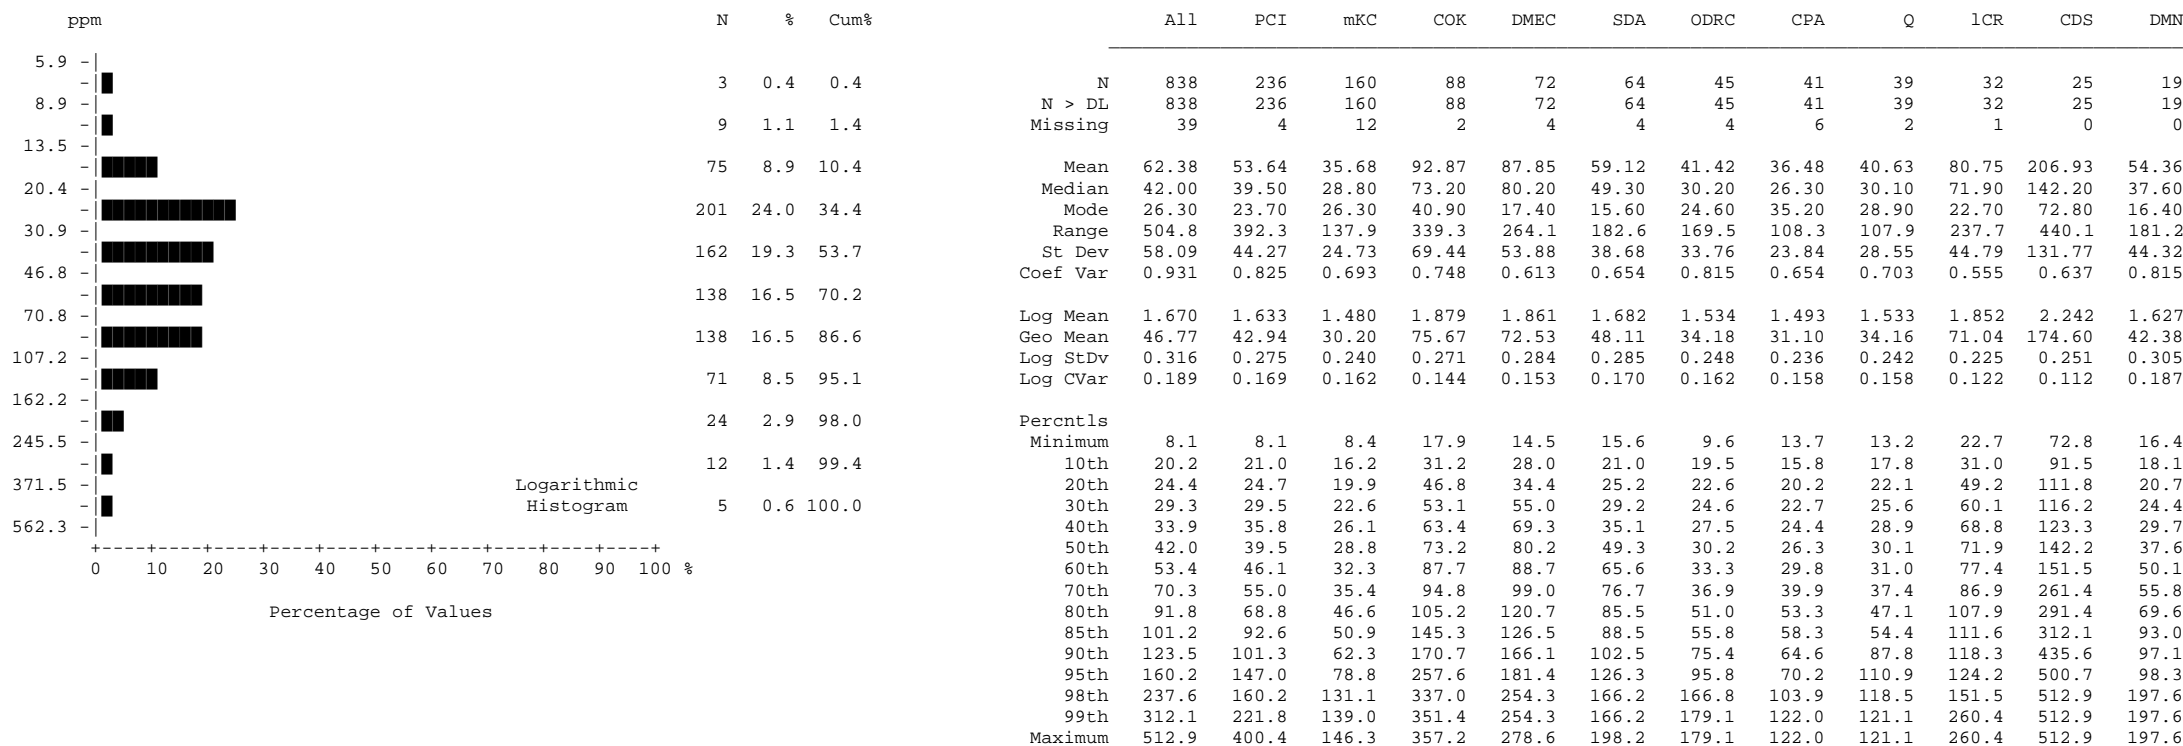 ppm N % Cum% All PCI mKC COK DMEC SDA ODRC CPA Q lCR CDS DMN
5.9
3 0.4 0.4 N 838 236 160 88 72 64 45 41 39 32 25 19
8.9 N > DL 838 236 160 88 72 64 45 41 39 32 25 19
9 1.1 1.4 Missing 39 4 12 2 4 4 4 6 2 1 0 0
13.5
75 8.9 10.4 Mean 62.38 53.64 35.68 92.87 87.85 59.12 41.42 36.48 40.63 80.75 206.93 54.36
20.4 Median 42.00 39.50 28.80 73.20 80.20 49.30 30.20 26.30 30.10 71.90 142.20 37.60
201 24.0 34.4 Mode 26.30 23.70 26.30 40.90 17.40 15.60 24.60 35.20 28.90 22.70 72.80 16.40
30.9 Range 504.8 392.3 137.9 339.3 264.1 182.6 169.5 108.3 107.9 237.7 440.1 181.2
162 19.3 53.7 St Dev 58.09 44.27 24.73 69.44 53.88 38.68 33.76 23.84 28.55 44.79 131.77 44.32
46.8 Coef Var 0.931 0.825 0.693 0.748 0.613 0.654 0.815 0.654 0.703 0.555 0.637 0.815
138 16.5 70.2
70.8 Log Mean 1.670 1.633 1.480 1.879 1.861 1.682 1.534 1.493 1.533 1.852 2.242 1.627
138 16.5 86.6 Geo Mean 46.77 42.94 30.20 75.67 72.53 48.11 34.18 31.10 34.16 71.04 174.60 42.38
107.2 Log StDv 0.316 0.275 0.240 0.271 0.284 0.285 0.248 0.236 0.242 0.225 0.251 0.305
71 8.5 95.1 Log CVar 0.189 0.169 0.162 0.144 0.153 0.170 0.162 0.158 0.158 0.122 0.112 0.187
162.2
24 2.9 98.0 Percntls
245.5 Minimum 8.1 8.1 8.4 17.9 14.5 15.6 9.6 13.7 13.2 22.7 72.8 16.4
12 1.4 99.4 10th 20.2 21.0 16.2 31.2 28.0 21.0 19.5 15.8 17.8 31.0 91.5 18.1
371.5 Logarithmic 20th 24.4 24.7 19.9 46.8 34.4 25.2 22.6 20.2 22.1 49.2 111.8 20.7
Histogram 5 0.6 100.0 30th 29.3 29.5 22.6 53.1 55.0 29.2 24.6 22.7 25.6 60.1 116.2 24.4
562.3 40th 33.9 35.8 26.1 63.4 69.3 35.1 27.5 24.4 28.9 68.8 123.3 29.7
50th 42.0 39.5 28.8 73.2 80.2 49.3 30.2 26.3 30.1 71.9 142.2 37.6
0 10 20 30 40 50 60 70 80 90 100 % 60th 53.4 46.1 32.3 87.7 88.7 65.6 33.3 29.8 31.0 77.4 151.5 50.1
70th 70.3 55.0 35.4 94.8 99.0 76.7 36.9 39.9 37.4 86.9 261.4 55.8
Percentage of Values 80th 91.8 68.8 46.6 105.2 120.7 85.5 51.0 53.3 47.1 107.9 291.4 69.6
85th 101.2 92.6 50.9 145.3 126.5 88.5 55.8 58.3 54.4 111.6 312.1 93.0
90th 123.5 101.3 62.3 170.7 166.1 102.5 75.4 64.6 87.8 118.3 435.6 97.1
95th 160.2 147.0 78.8 257.6 181.4 126.3 95.8 70.2 110.9 124.2 500.7 98.3
98th 237.6 160.2 131.1 337.0 254.3 166.2 166.8 103.9 118.5 151.5 512.9 197.6
99th 312.1 221.8 139.0 351.4 254.3 166.2 179.1 122.0 121.1 260.4 512.9 197.6
Maximum 512.9 400.4 146.3 357.2 278.6 198.2 179.1 122.0 121.1 260.4 512.9 197.6